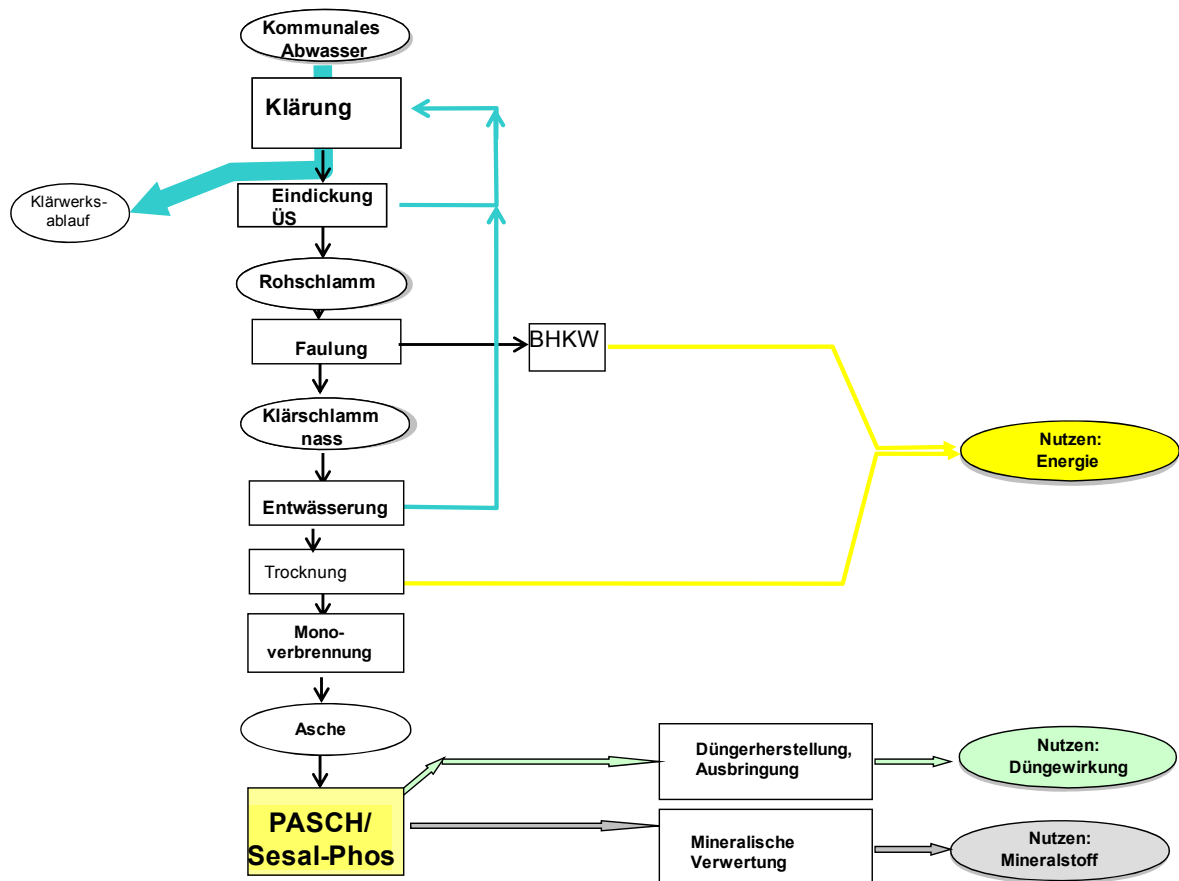 Kommunales
Abwasser
Klärung
Klärwerks-
ablauf
Eindickung
ÜS
Rohschlamm
Faulung
BHKW
Klärschlamm
nass
Nutzen:
Energie
Entwässerung
Trocknung
Mono-
verbrennung
Asche
Düngerherstellung,
Ausbringung
Nutzen:
Düngewirkung
PASCH/
Sesal-Phos
Mineralische
Verwertung
Nutzen:
Mineralstoff